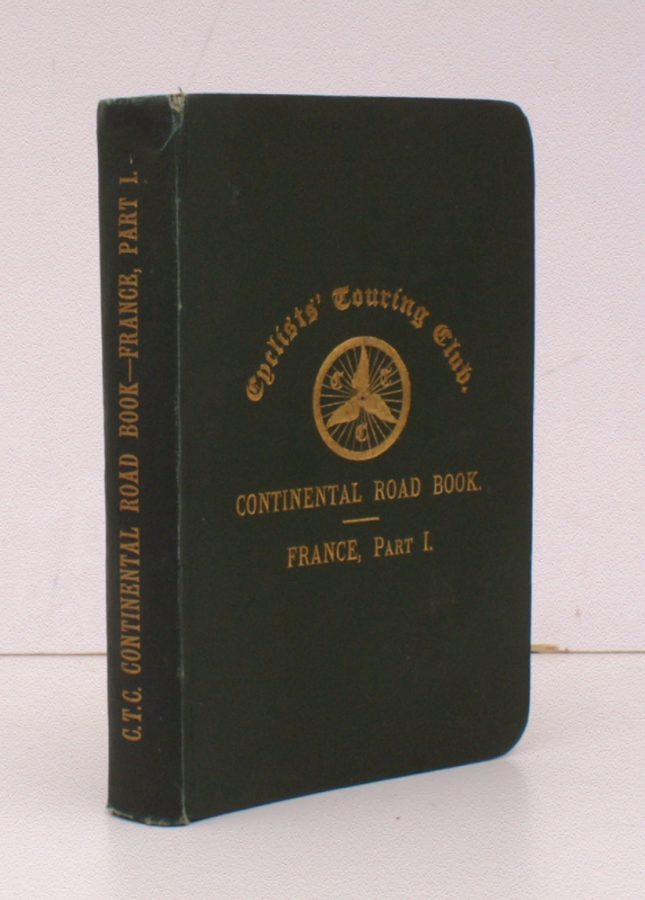 C.T.C. CONTINENTAL ROAD BOOK—FRANCE, PART I.
Cyclists' Touring Club.
C T C
CONTINENTAL ROAD BOOK.
FRANCE, PART I.